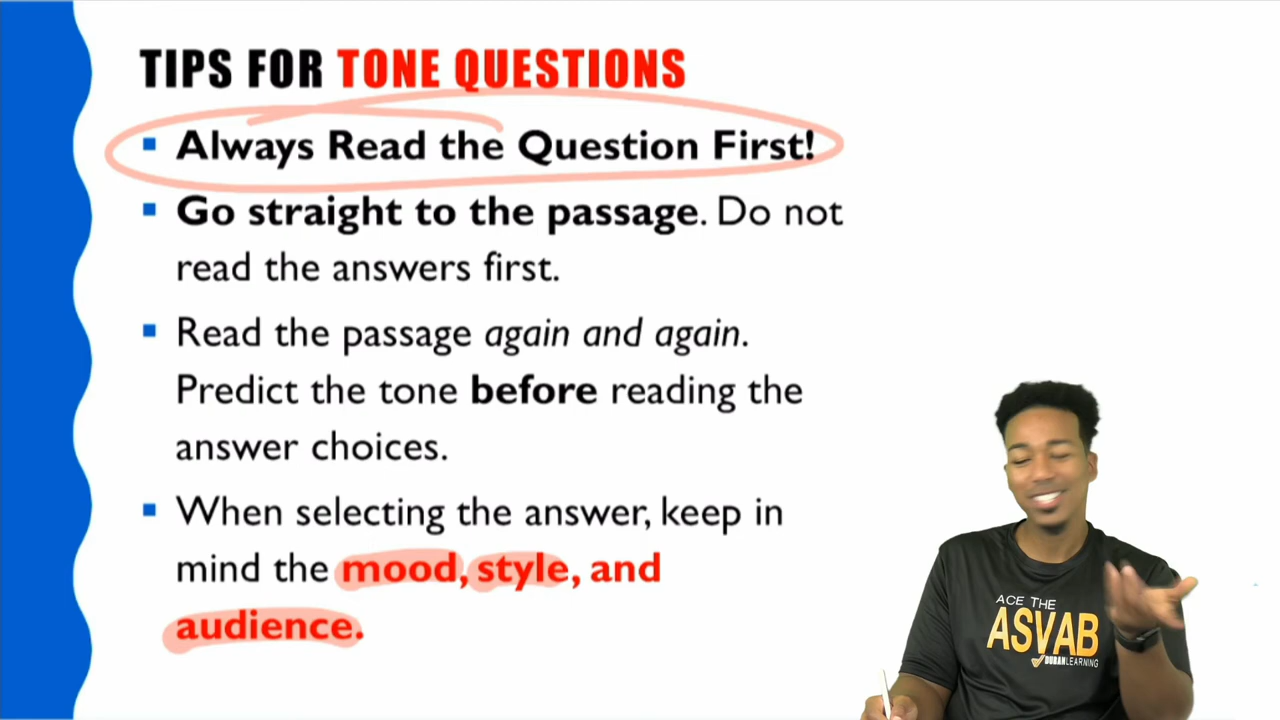 TIPS FOR TONE QUESTIONS
Always Read the Question First!
Go straight to the passage. Do not
read the answers first.
Read the passage again and again.
Predict the tone before reading the
answer choices.
When selecting the answer, keep in
mind the mood, style, and
audience.
ACE THE
ASVAB
DURANLEARNING